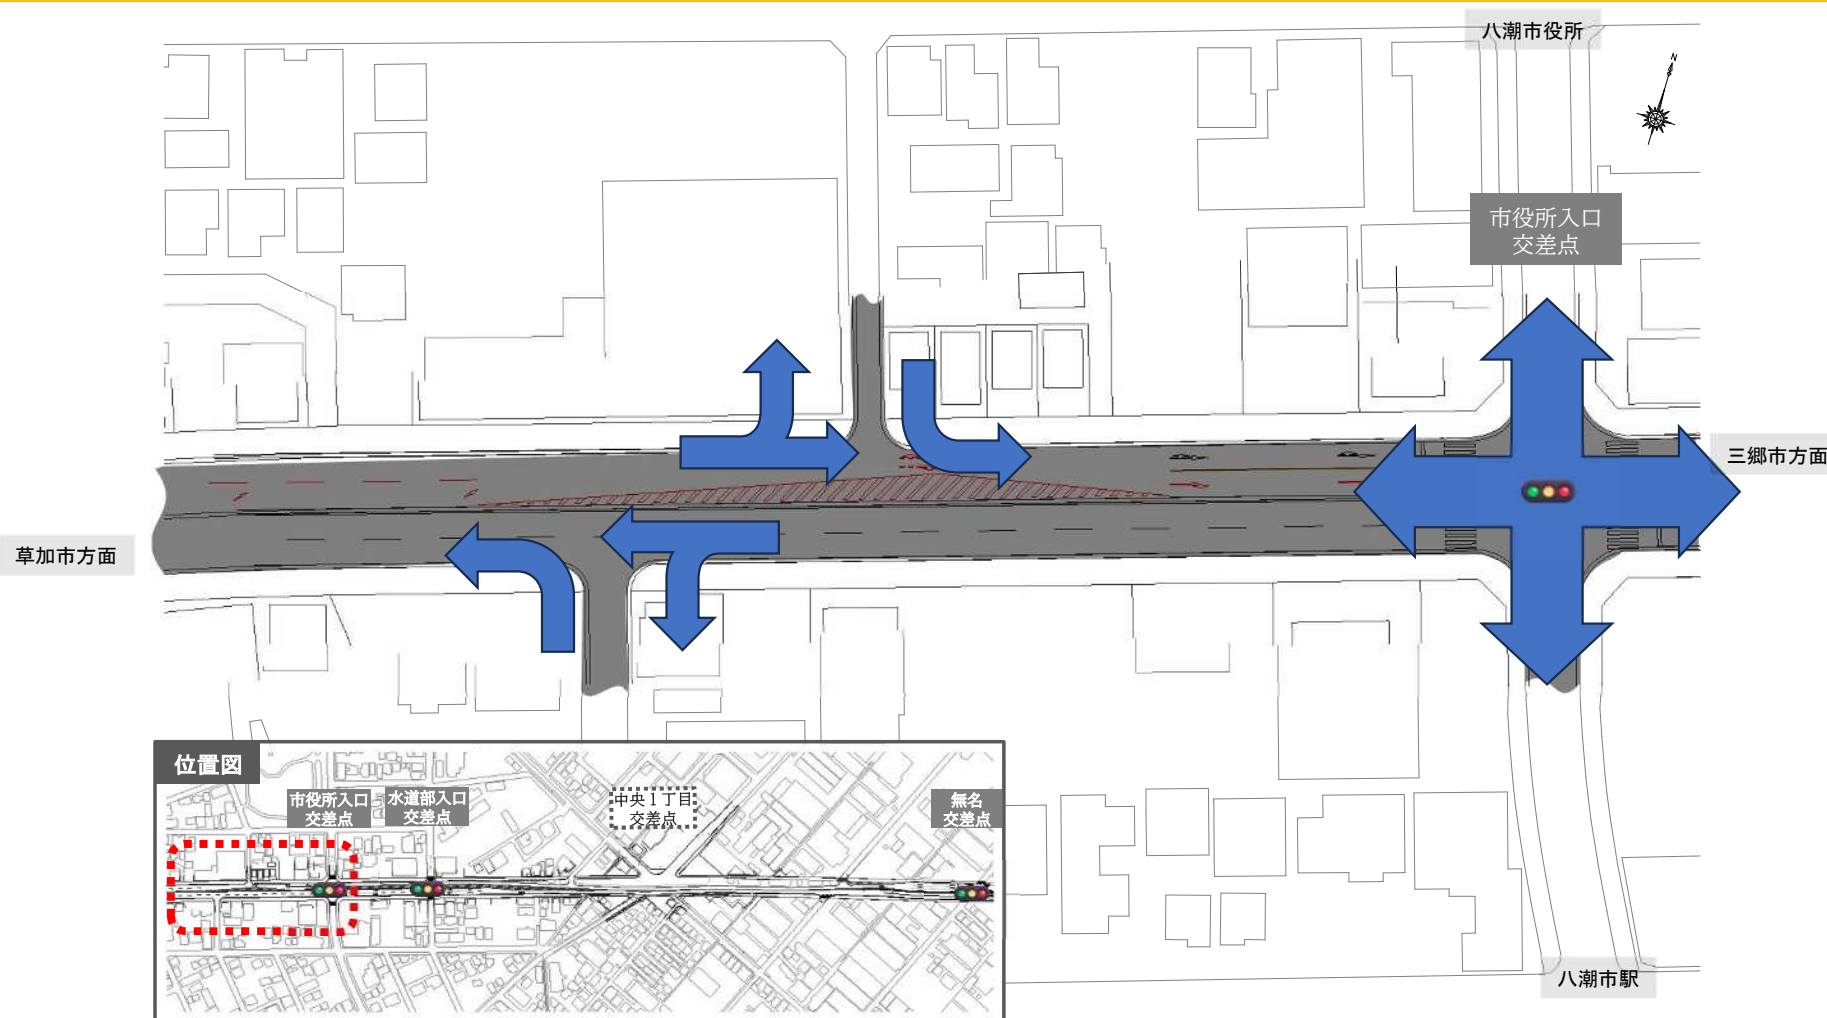 八潮市役所
N
市役所入口
交差点
三郷市方面
草加市方面
位置図
市役所入口
交差点
水道部入口
交差点
中央1丁目
交差点
無名
交差点
八潮市駅